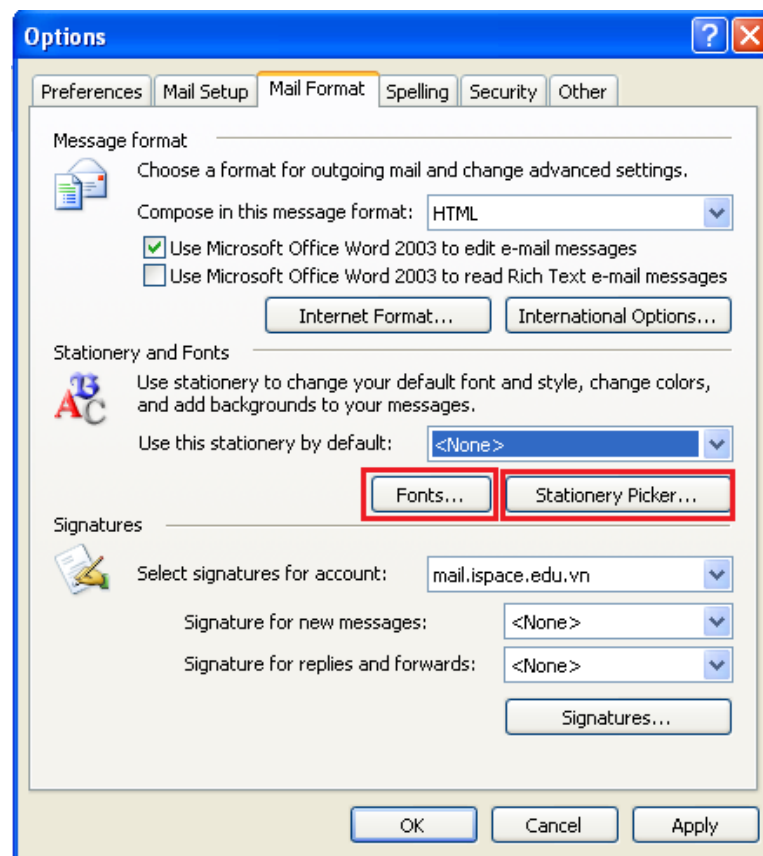 Options
Preferences Mail Setup Mail Format Spelling Security Other
Message format
Choose a format for outgoing mail and change advanced settings.
Compose in this message format: HTML
Use Microsoft Office Word 2003 to edit e-mail messages
Use Microsoft Office Word 2003 to read Rich Text e-mail messages
Internet Format... International Options...
Stationery and Fonts
Use stationery to change your default font and style, change colors,
and add backgrounds to your messages.
Use this stationery by default: <None>
Fonts... Stationery Picker...
Signatures
Select signatures for account: mail.ispace.edu.vn
Signature for new messages: <None>
Signature for replies and forwards: <None>
Signatures...
OK Cancel Apply